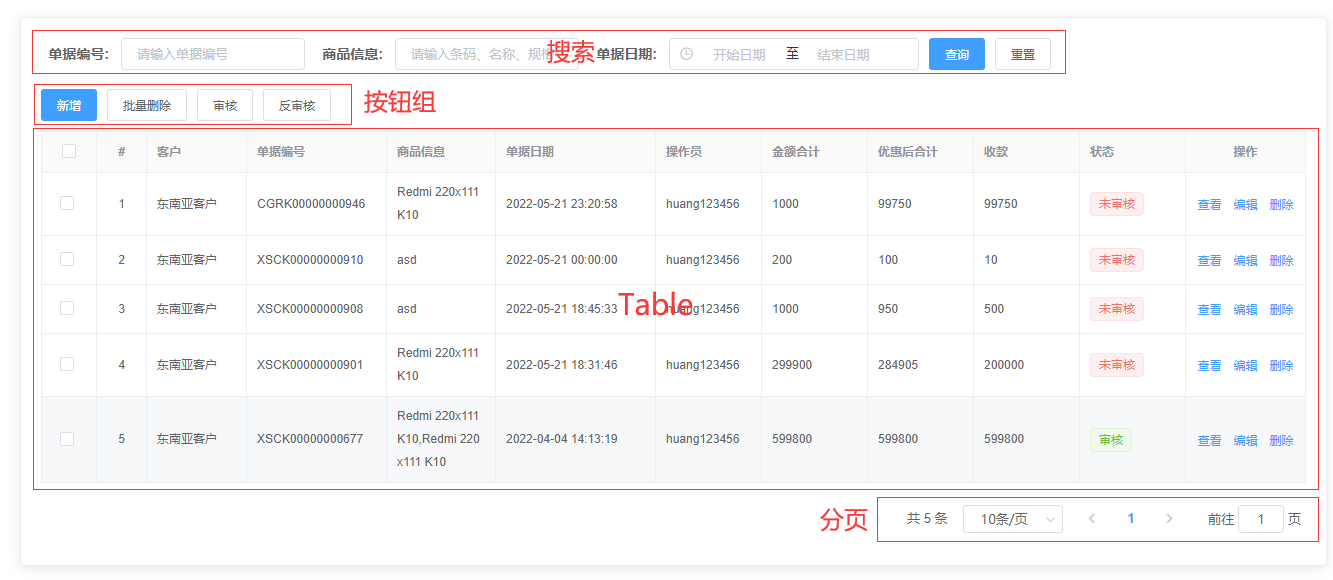 单据编号: 请输入单据编号 商品信息: 请输入条码、名称、规格 搜索 单据日期: 开始日期 至 结束日期 查询 重置
新增 批量删除 审核 反审核 按钮组
# 客户 单据编号 商品信息 单据日期 操作员 金额合计 优惠后合计 收款 状态 操作
1 东南亚客户 CGRK00000000946 Redmi 220x111 K10 2022-05-21 23:20:58 huang123456 1000 99750 99750 未审核 查看 编辑 删除
2 东南亚客户 XSCK00000000910 asd 2022-05-21 00:00:00 huang123456 200 100 10 未审核 查看 编辑 删除
3 东南亚客户 XSCK00000000908 asd 2022-05-21 18:45:33 huang123456 1000 950 500 未审核 查看 编辑 删除
Table
4 东南亚客户 XSCK00000000901 Redmi 220x111 K10 2022-05-21 18:31:46 huang123456 299900 284905 200000 未审核 查看 编辑 删除
5 东南亚客户 XSCK00000000677 Redmi 220x111 K10,Redmi 220x111 K10 2022-04-04 14:13:19 huang123456 599800 599800 599800 审核 查看 编辑 删除
分页 共 5 条 10条/页 1 前往 1 页